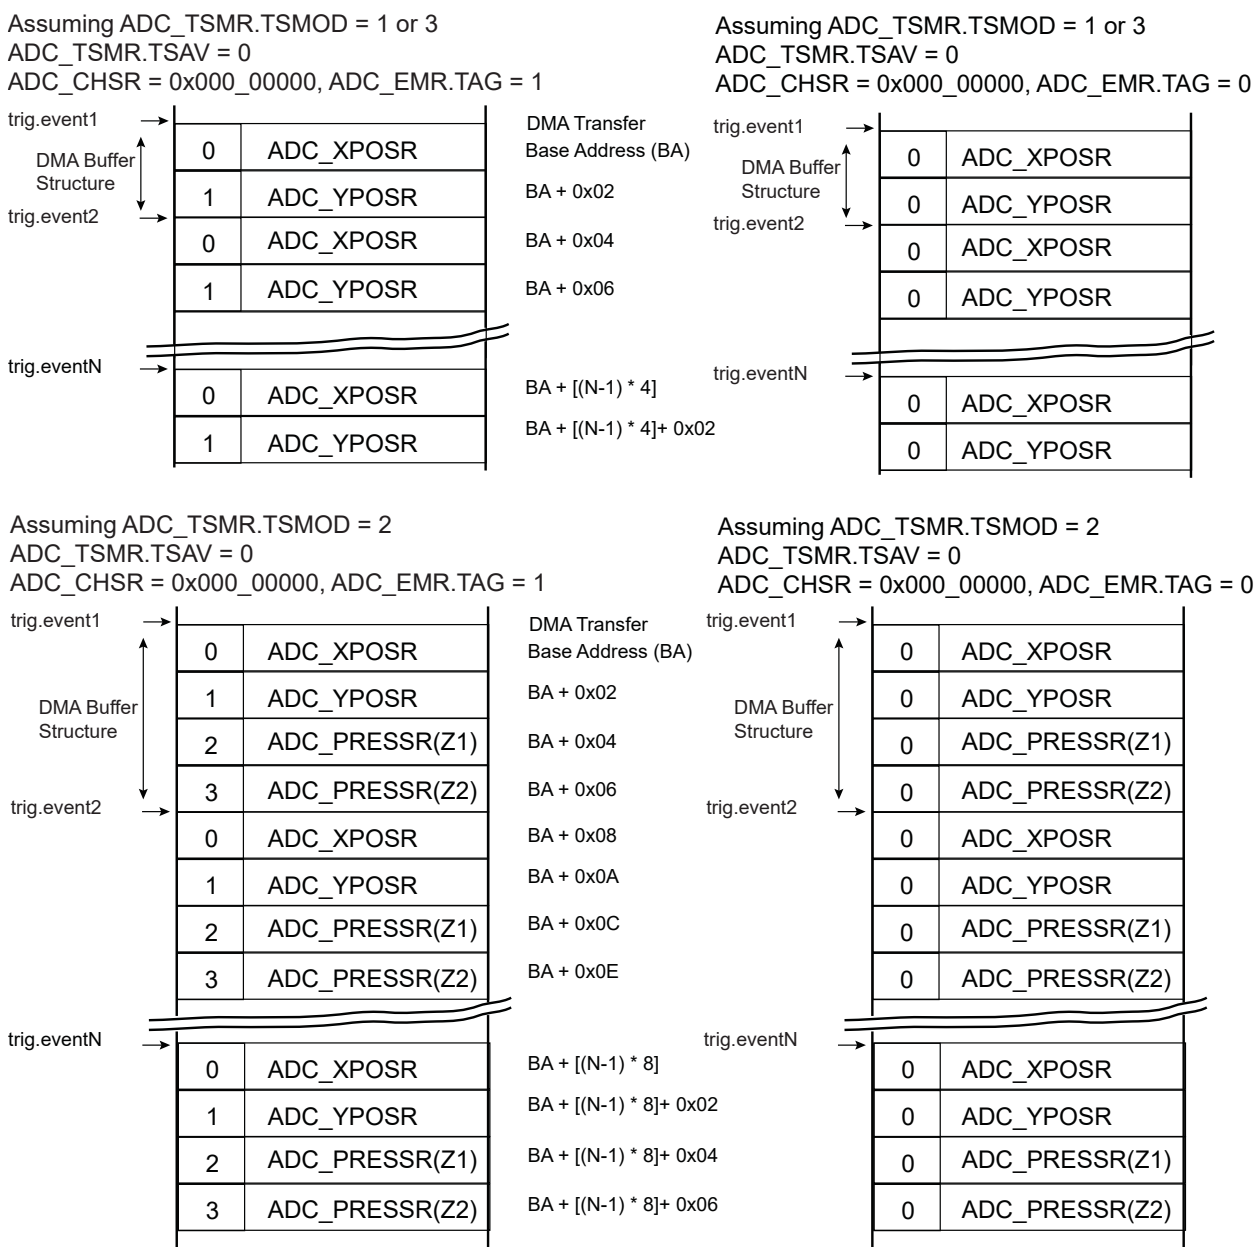 Assuming ADC_TSMR.TSMOD = 1 or 3
ADC_TSMR.TSAV = 0
ADC_CHSR = 0x000_00000, ADC_EMR.TAG = 1
trig.event1
DMA Buffer
Structure
trig.event2
trig.eventN
0 ADC_XPOSR
1 ADC_YPOSR
0 ADC_XPOSR
1 ADC_YPOSR
0 ADC_XPOSR
1 ADC_YPOSR
DMA Transfer
Base Address (BA)
BA + 0x02
BA + 0x04
BA + 0x06
BA + [(N-1) * 4]
BA + [(N-1) * 4]+ 0x02
Assuming ADC_TSMR.TSMOD = 1 or 3
ADC_TSMR.TSAV = 0
ADC_CHSR = 0x000_00000, ADC_EMR.TAG = 0
trig.event1
DMA Buffer
Structure
trig.event2
trig.eventN
0 ADC_XPOSR
0 ADC_YPOSR
0 ADC_XPOSR
0 ADC_YPOSR
0 ADC_XPOSR
0 ADC_YPOSR
Assuming ADC_TSMR.TSMOD = 2
ADC_TSMR.TSAV = 0
ADC_CHSR = 0x000_00000, ADC_EMR.TAG = 1
trig.event1
DMA Buffer
Structure
trig.event2
trig.eventN
0 ADC_XPOSR
1 ADC_YPOSR
2 ADC_PRESSR(Z1)
3 ADC_PRESSR(Z2)
0 ADC_XPOSR
1 ADC_YPOSR
2 ADC_PRESSR(Z1)
3 ADC_PRESSR(Z2)
0 ADC_XPOSR
1 ADC_YPOSR
2 ADC_PRESSR(Z1)
3 ADC_PRESSR(Z2)
DMA Transfer
Base Address (BA)
BA + 0x02
BA + 0x04
BA + 0x06
BA + 0x08
BA + 0x0A
BA + 0x0C
BA + 0x0E
BA + [(N-1) * 8]
BA + [(N-1) * 8]+ 0x02
BA + [(N-1) * 8]+ 0x04
BA + [(N-1) * 8]+ 0x06
Assuming ADC_TSMR.TSMOD = 2
ADC_TSMR.TSAV = 0
ADC_CHSR = 0x000_00000, ADC_EMR.TAG = 0
trig.event1
DMA Buffer
Structure
trig.event2
trig.eventN
0 ADC_XPOSR
0 ADC_YPOSR
0 ADC_PRESSR(Z1)
0 ADC_PRESSR(Z2)
0 ADC_XPOSR
0 ADC_YPOSR
0 ADC_PRESSR(Z1)
0 ADC_PRESSR(Z2)
0 ADC_XPOSR
0 ADC_YPOSR
0 ADC_PRESSR(Z1)
0 ADC_PRESSR(Z2)